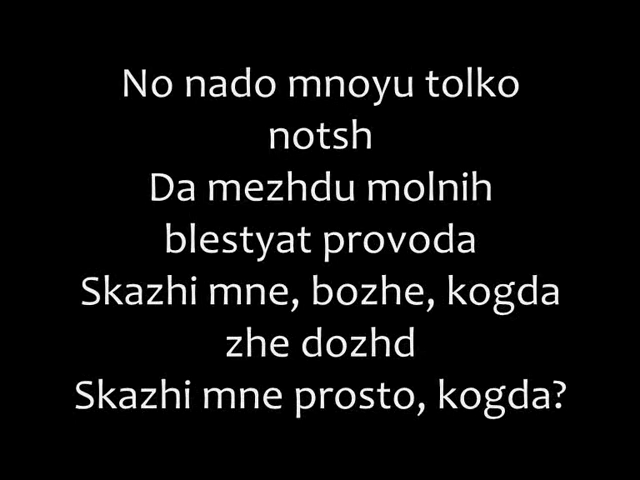 No nado mnoyu tolko
notsh
Da mezhdu molnih
blestyat provoda
Skazhi mne, bozhe, kogda
zhe dozhd
Skazhi mne prosto, kogda?